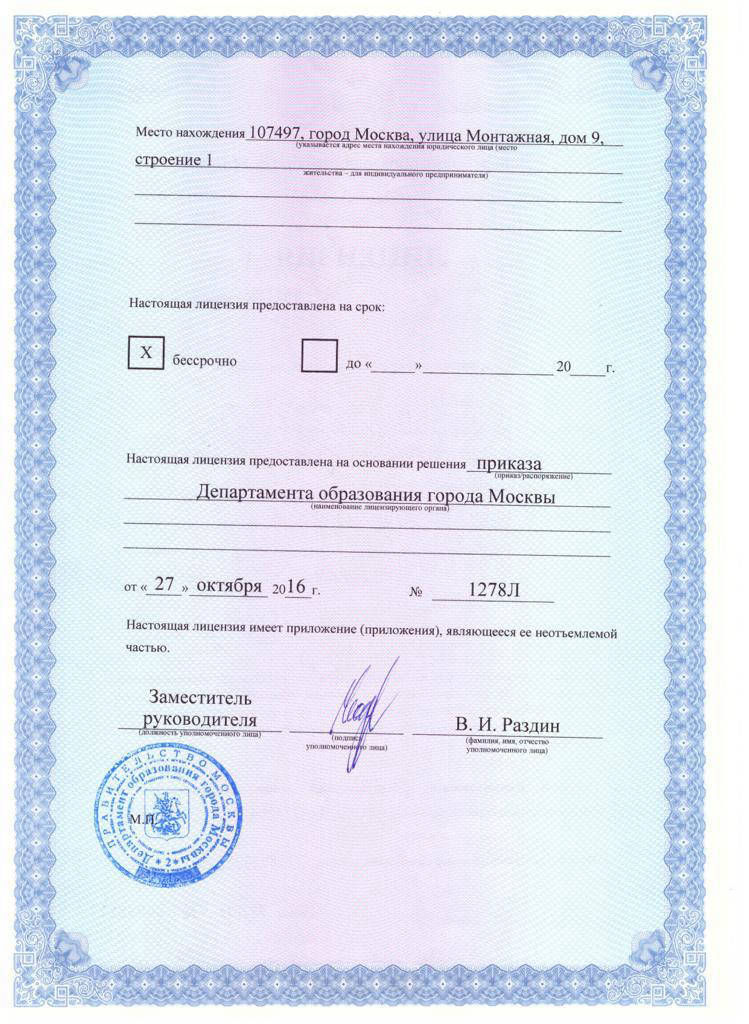 Место нахождения 107497, город Москва, улица Монтажная, дом 9,
(указывается адрес места нахождения юридического лица (место
строение 1
жительства – для индивидуального предпринимателя)
Настоящая лицензия предоставлена на срок:
X бессрочно до «______» ____________ 20____г.
Настоящая лицензия предоставлена на основании решения приказа
(приказ/распоряжение)
Департамента образования города Москвы
(наименование лицензирующего органа)
от « 27 » октября 2016 г. № 1278Л
Настоящая лицензия имеет приложение (приложения), являющееся ее неотъемлемой
частью.
Заместитель
руководителя В. И. Раздин
(должность уполномоченного лица) (подпись (фамилия, имя, отчество
уполномоченного лица) уполномоченного лица)
М.П.
ПРАВИТЕЛЬСТВО МОСКВЫ
Департамент образования города Москвы
* 2 *